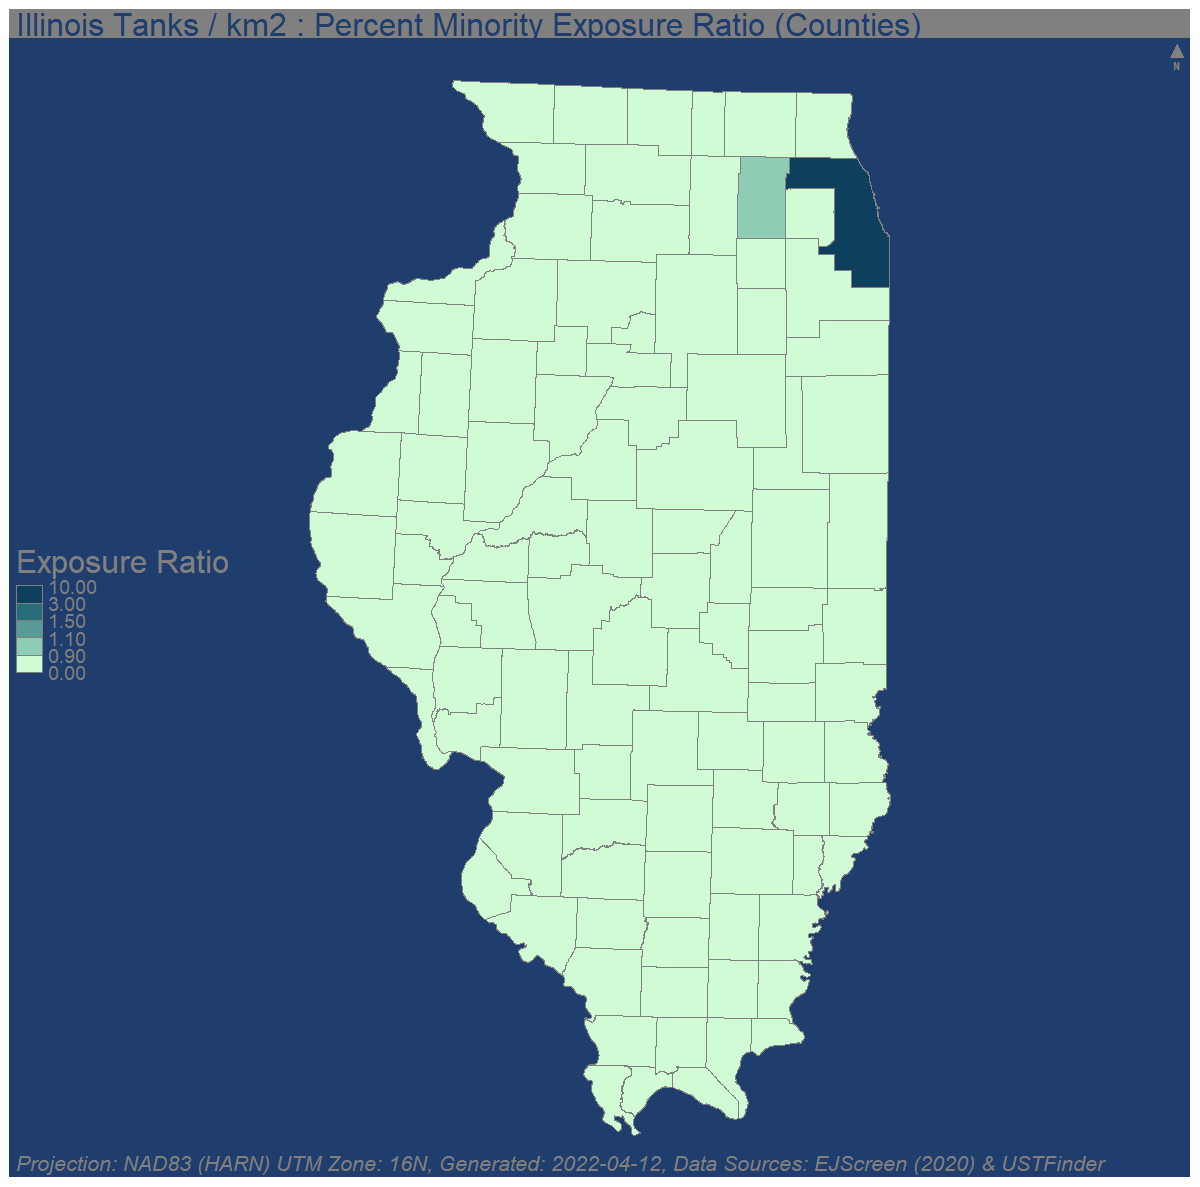 Illinois Tanks / km2 : Percent Minority Exposure Ratio (Counties)
N
Exposure Ratio
10.00
3.00
1.50
1.10
0.90
0.00
Projection: NAD83 (HARN) UTM Zone: 16N, Generated: 2022-04-12, Data Sources: EJScreen (2020) & USTFinder